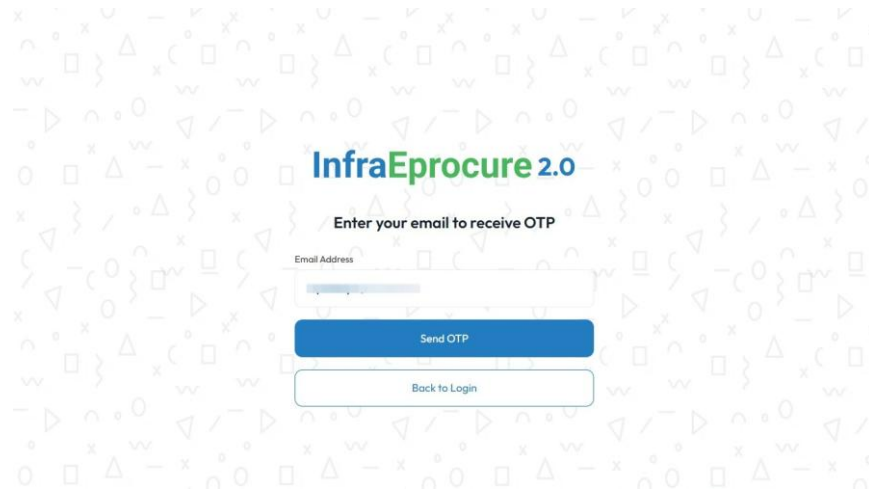 InfraEprocure 2.0
Enter your email to receive OTP
Email Address
Send OTP
Back to Login